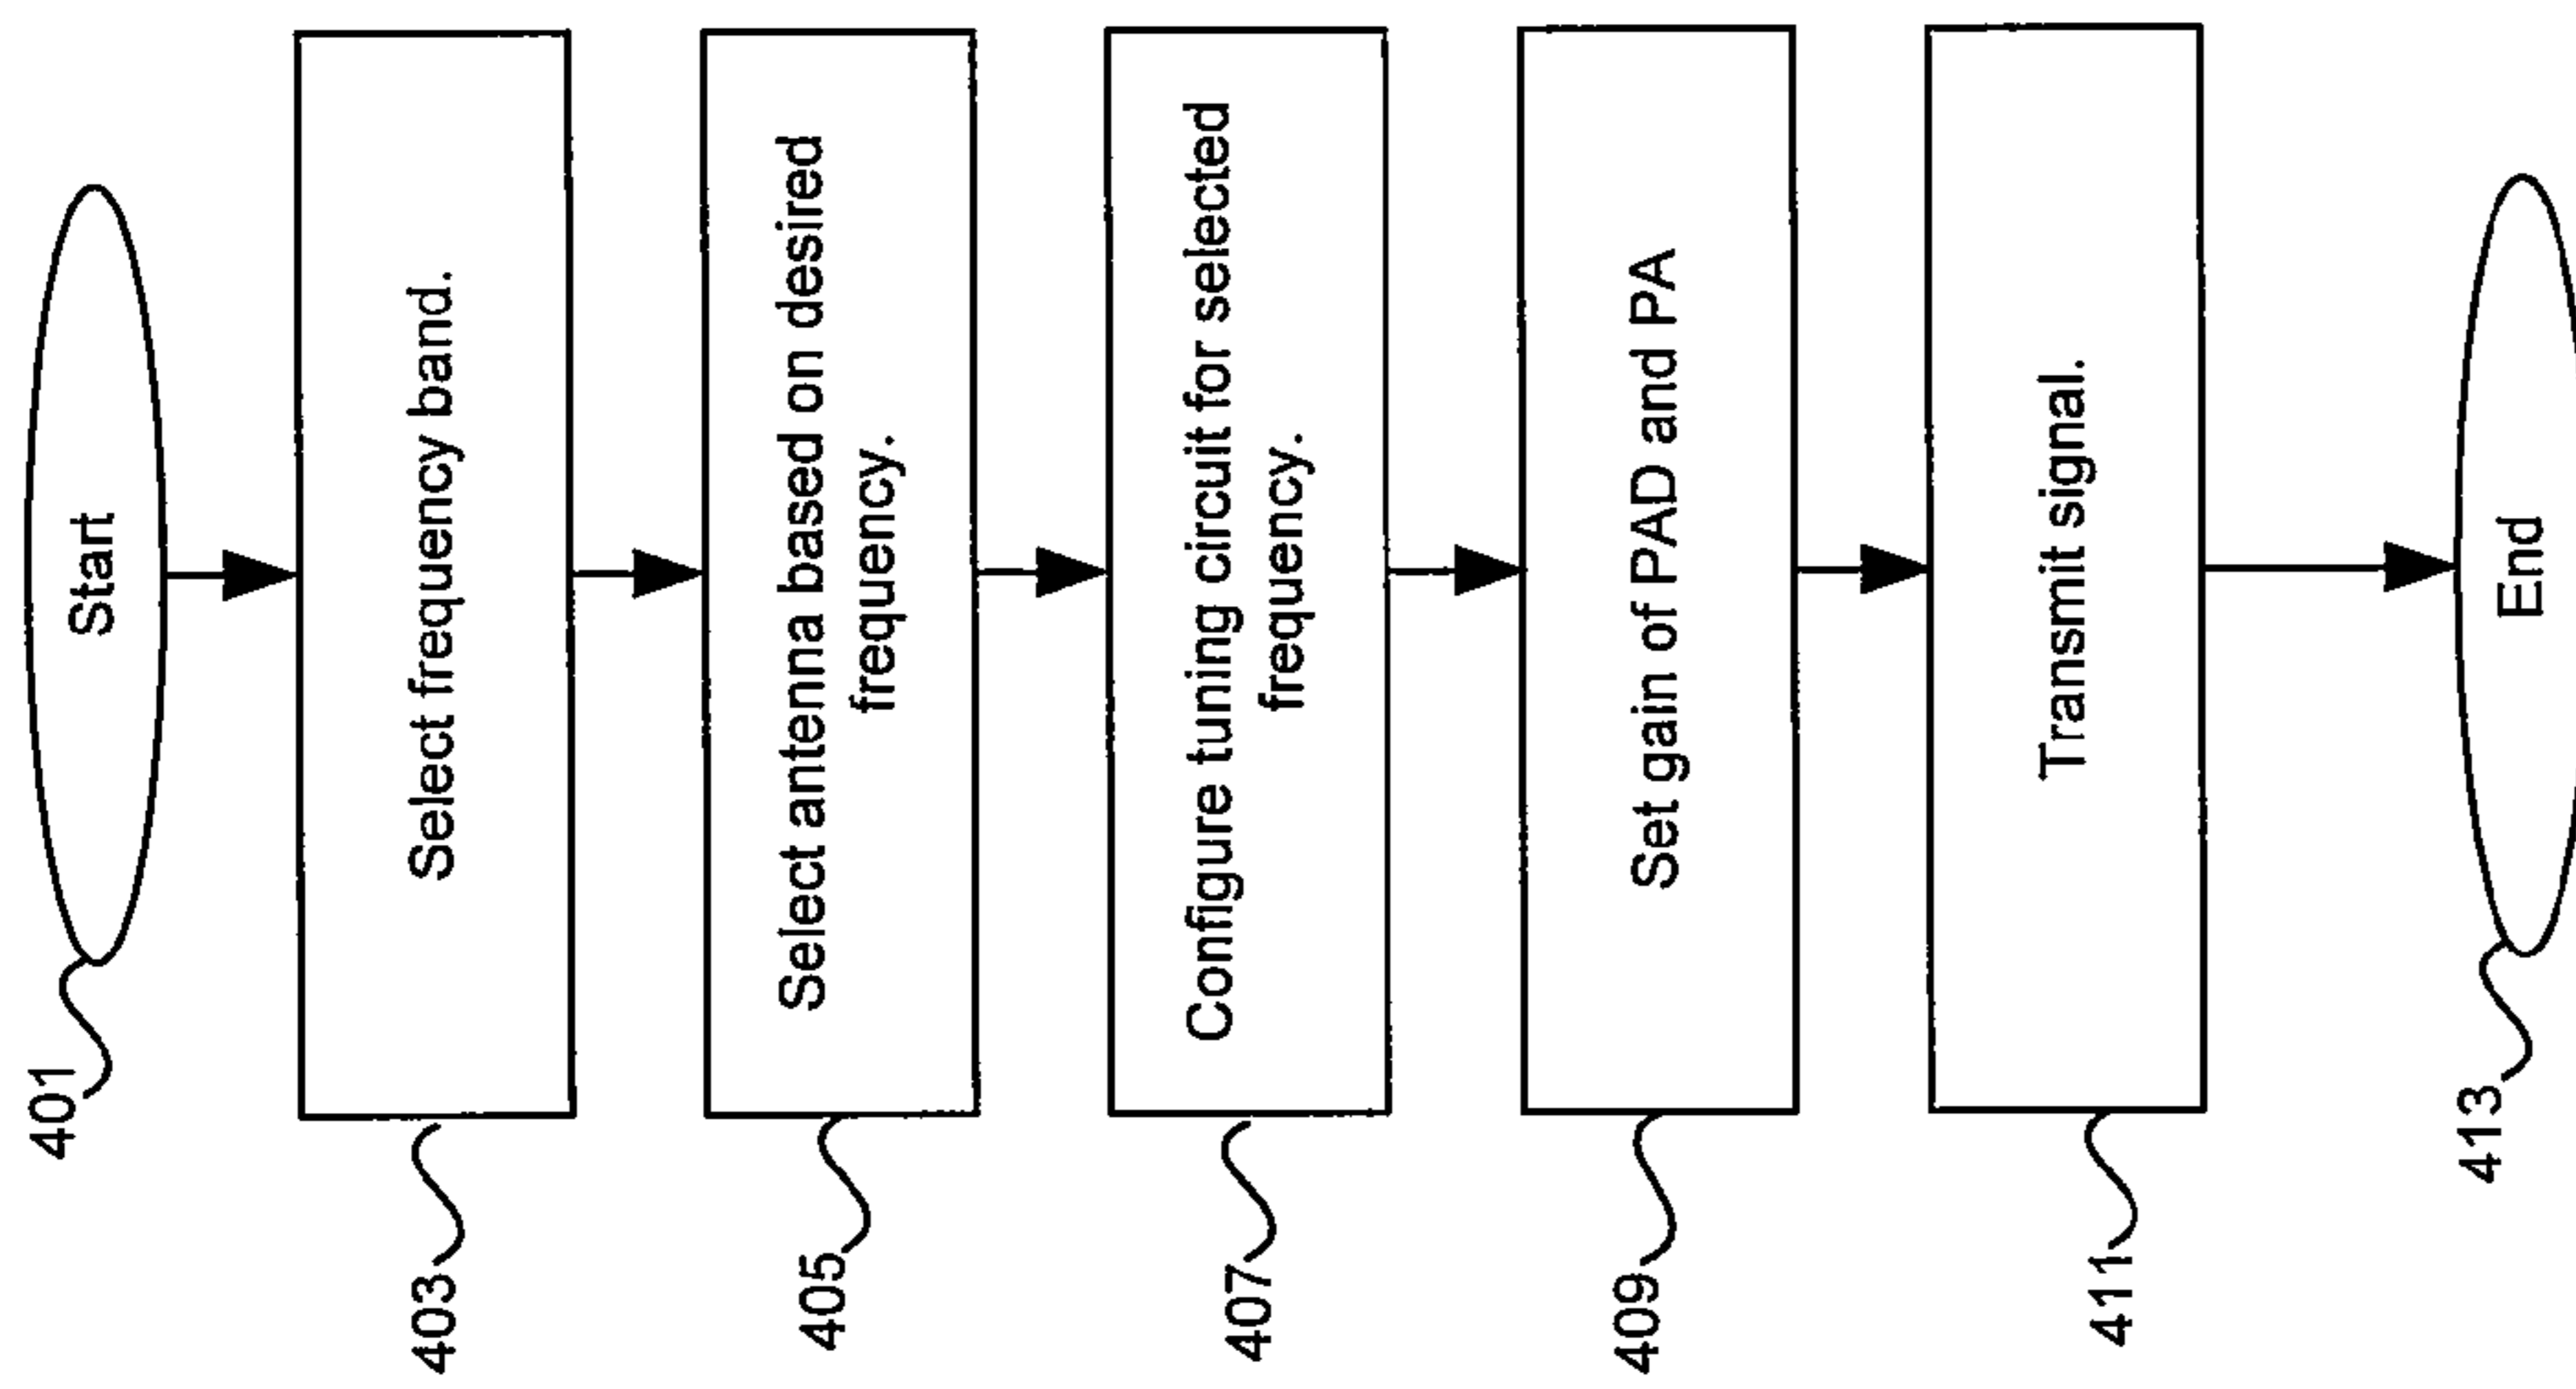 401
Start
403
Select frequency band.
405
Select antenna based on desired
frequency.
407
Configure tuning circuit for selected
frequency.
409
Set gain of PAD and PA
411
Transmit signal.
413
End